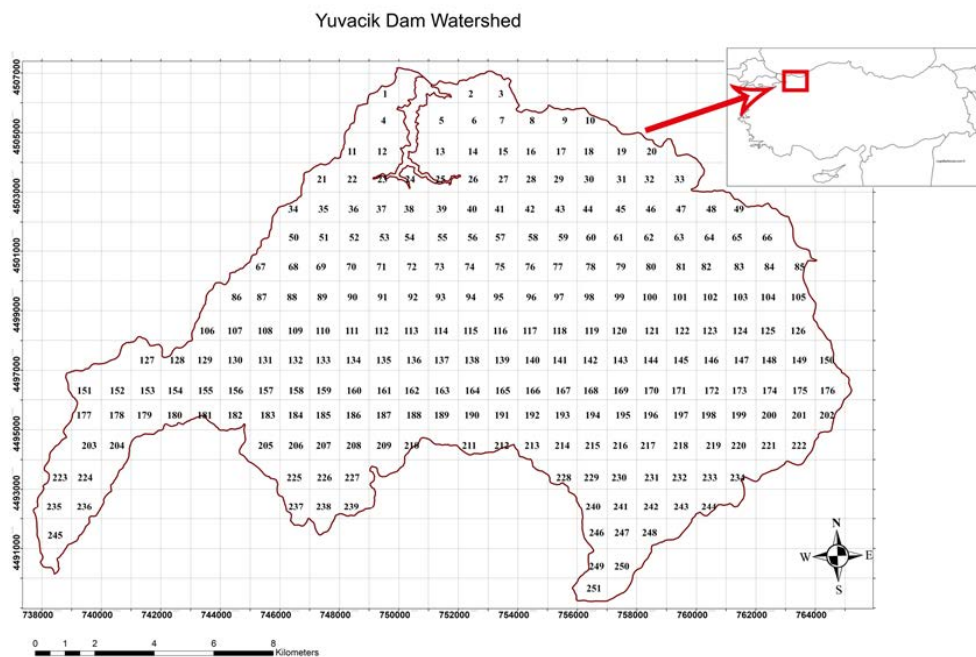 Yuvacik Dam Watershed
4507000
4505000
4503000
4501000
4499000
4497000
4495000
4493000
4491000
1 2 3
4 5 6 7 8 9 10
11 12 13 14 15 16 17 18 19 20
21 22 23 24 25 26 27 28 29 30 31 32 33
34 35 36 37 38 39 40 41 42 43 44 45 46 47 48 49
50 51 52 53 54 55 56 57 58 59 60 61 62 63 64 65 66
67 68 69 70 71 72 73 74 75 76 77 78 79 80 81 82 83 84 85
86 87 88 89 90 91 92 93 94 95 96 97 98 99 100 101 102 103 104 105
106 107 108 109 110 111 112 113 114 115 116 117 118 119 120 121 122 123 124 125 126
127 128 129 130 131 132 133 134 135 136 137 138 139 140 141 142 143 144 145 146 147 148 149 150
151 152 153 154 155 156 157 158 159 160 161 162 163 164 165 166 167 168 169 170 171 172 173 174 175 176
177 178 179 180 181 182 183 184 185 186 187 188 189 190 191 192 193 194 195 196 197 198 199 200 201 202
203 204 205 206 207 208 209 210 211 212 213 214 215 216 217 218 219 220 221 222
223 224 225 226 227 228 229 230 231 232 233 234
235 236 237 238 239 240 241 242 243 244
245 246 247 248
249 250
251
N
W E
S
738000 740000 742000 744000 746000 748000 750000 752000 754000 756000 758000 760000 762000 764000
0 1 2 4 6 8
Kilometers